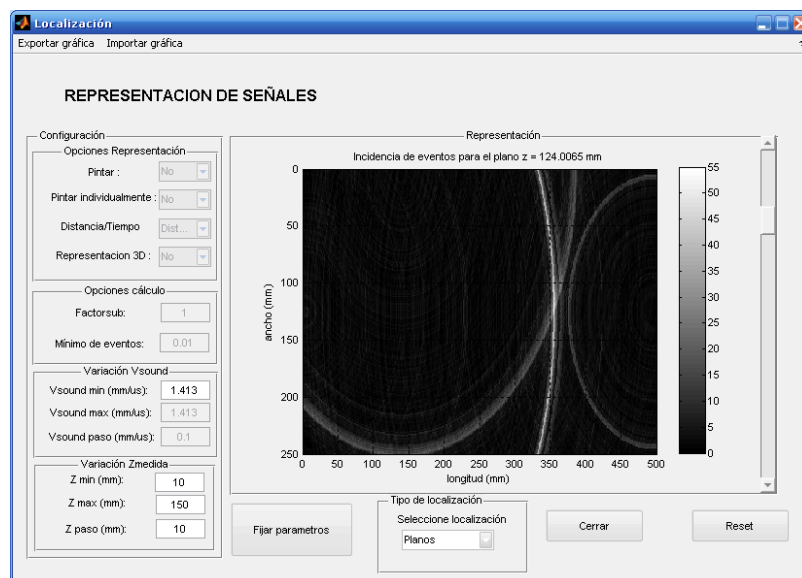 Localización
Exportar gráfica Importar gráfica
REPRESENTACION DE SEÑALES
Configuración
Opciones Representación
Pintar : No
Pintar individualmente : No
Distancia/Tiempo Dist...
Representacion 3D : No
Opciones cálculo
Factorsub: 1
Mínimo de eventos: 0.01
Variación Vsound
Vsound min (mm/us): 1.413
Vsound max (mm/us): 1.413
Vsound paso (mm/us): 0.1
Variación Zmedida
Z min (mm): 10
Z max (mm): 150
Z paso (mm): 10
Representación
Incidencia de eventos para el plano z = 124.0065 mm
ancho (mm)
0
50
100
150
200
250
0 50 100 150 200 250 300 350 400 450 500
longitud (mm)
55
50
45
40
35
30
25
20
15
10
5
0
Fijar parametros
Tipo de localización
Seleccione localización
Planos
Cerrar
Reset